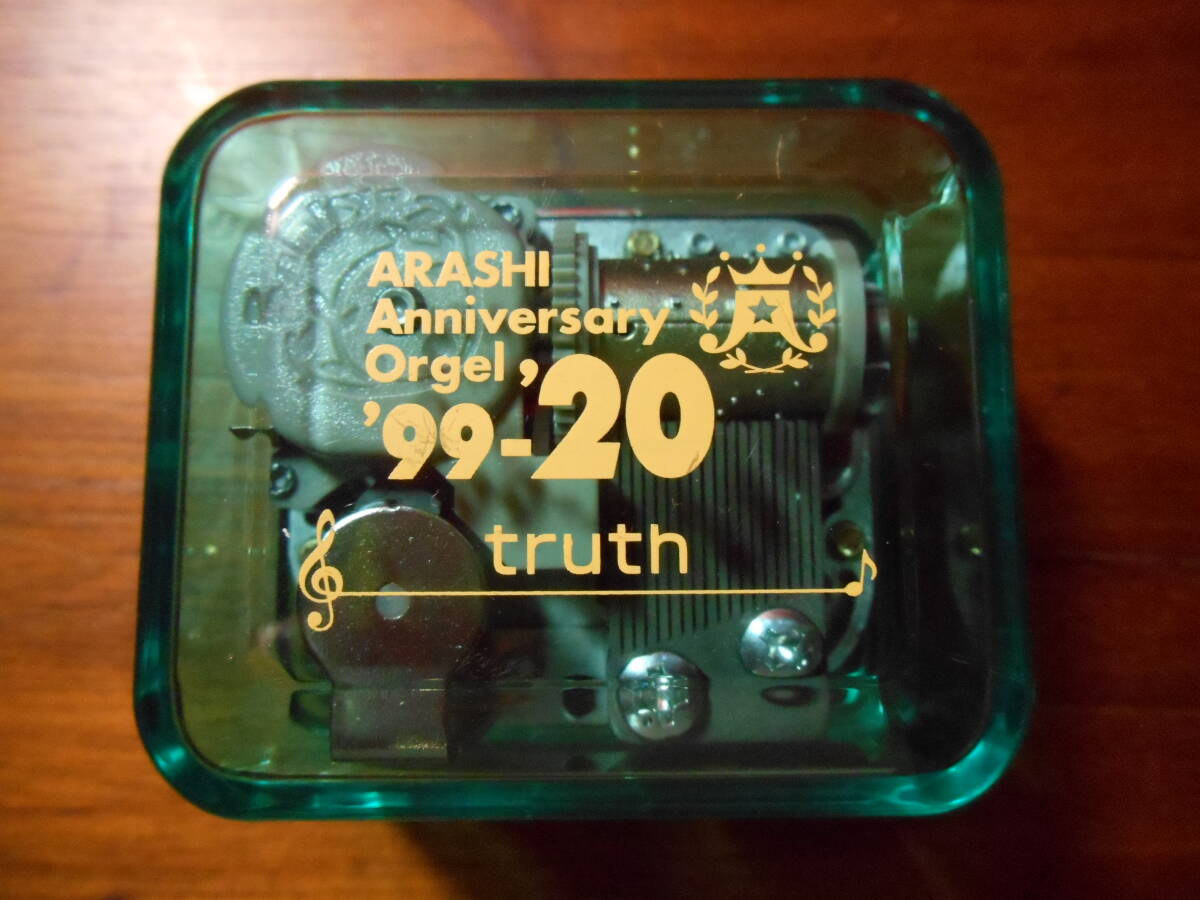 ARASHI
Anniversary
Orgel
'99-'20
truth